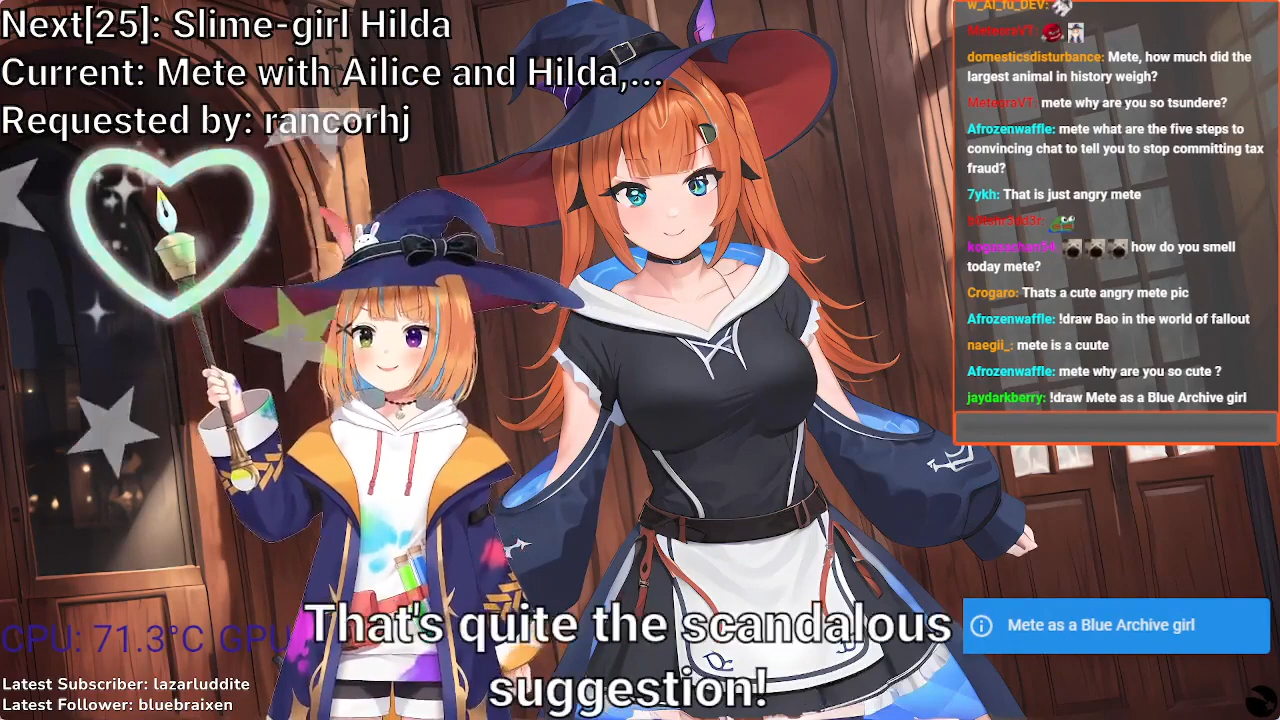 Next[25]: Slime-girl Hilda
Current: Mete with Ailice and Hilda,...
Requested by: rancorhj
w_AI_fu_DEV:
MeteoraVT:
domesticsdisturbance: Mete, how much did the
largest animal in history weigh?
MeteoraVT: mete why are you so tsundere?
Afrozenwaffle: mete what are the five steps to
convincing chat to tell you to stop committing tax
fraud?
7ykh: That is just angry mete
how do you smell
today mete?
Crogaro: Thats a cute angry mete pic
Afrozenwaffle: !draw Bao in the world of fallout
naegii_: mete is a cuute
Afrozenwaffle: mete why are you so cute ?
jaydarkberry: !draw Mete as a Blue Archive girl
Mete as a Blue Archive girl
That's quite the scandalous
suggestion!
CPU: 71.3°C GPU
Latest Subscriber: lazarluddite
Latest Follower: bluebraixen